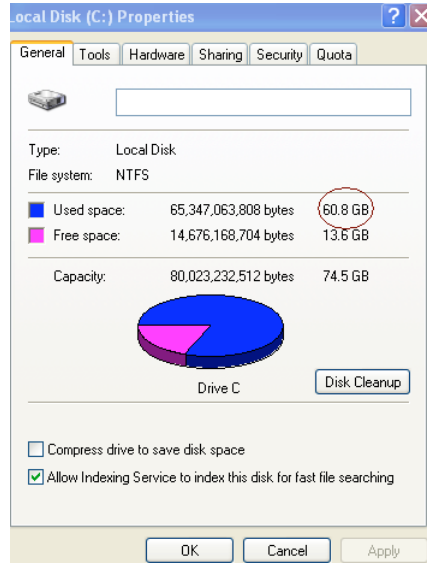 Local Disk (C:) Properties
General Tools Hardware Sharing Security Quota
Type: Local Disk
File system: NTFS
Used space: 65,347,063,808 bytes 60.8 GB
Free space: 14,676,168,704 bytes 13.6 GB
Capacity: 80,023,232,512 bytes 74.5 GB
Drive C Disk Cleanup
Compress drive to save disk space
Allow Indexing Service to index this disk for fast file searching
OK Cancel Apply